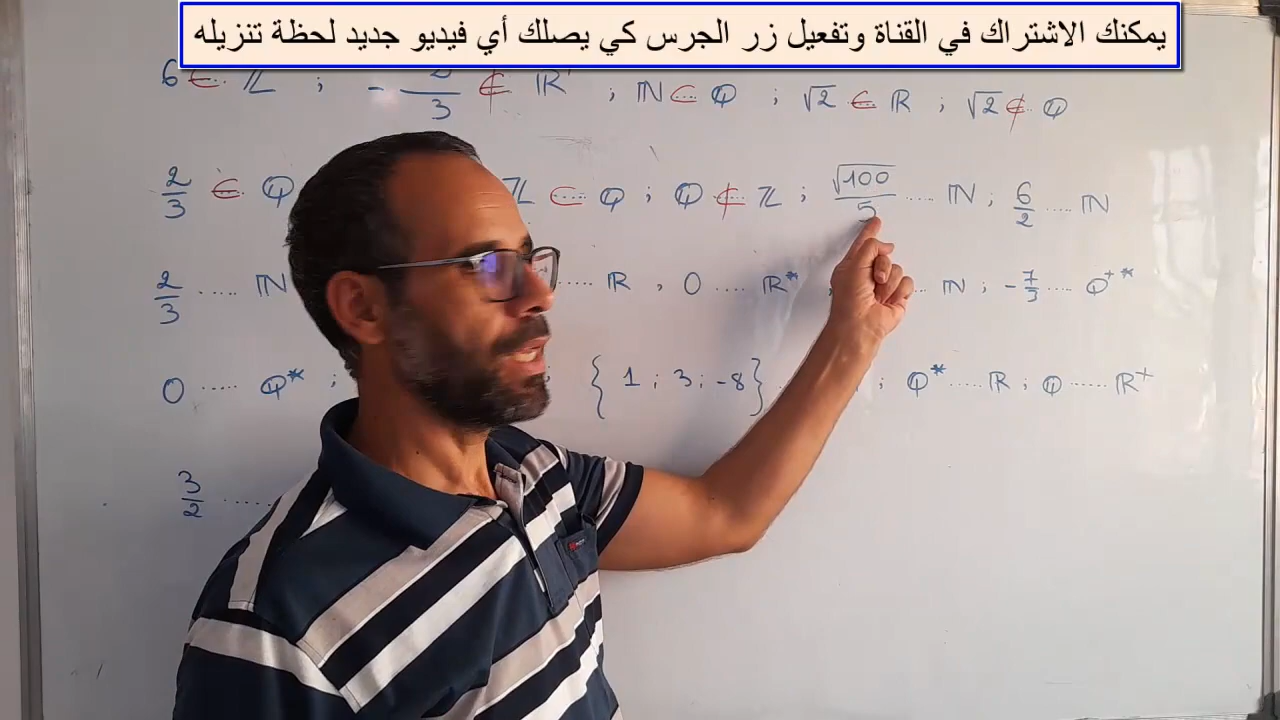 يمكنك الاشتراك في القناة وتفعيل زر الجرس كي يصلك أي فيديو جديد لحظة تنزيله
6 ∈ ℤ ; - 2/3 ∉ ℝ⁺ ; ℕ ⊂ ℚ ; √2 ∈ ℝ ; √2 ∉ ℚ
2/3 ∈ ℚ ℤ ⊂ ℚ ; ℚ ⊄ ℤ ; √100/5 ..... ℕ ; 6/2 ..... ℕ
2/3 ..... ℕ ..... ℝ , 0 ..... ℝ* ..... ℕ ; -7/3 ..... ℚ⁺*
0 ..... ℚ* ; { 1 ; 3 ; -8 } ..... ; ℚ* ..... ℝ ; ℚ ..... ℝ⁺
3/2 .....